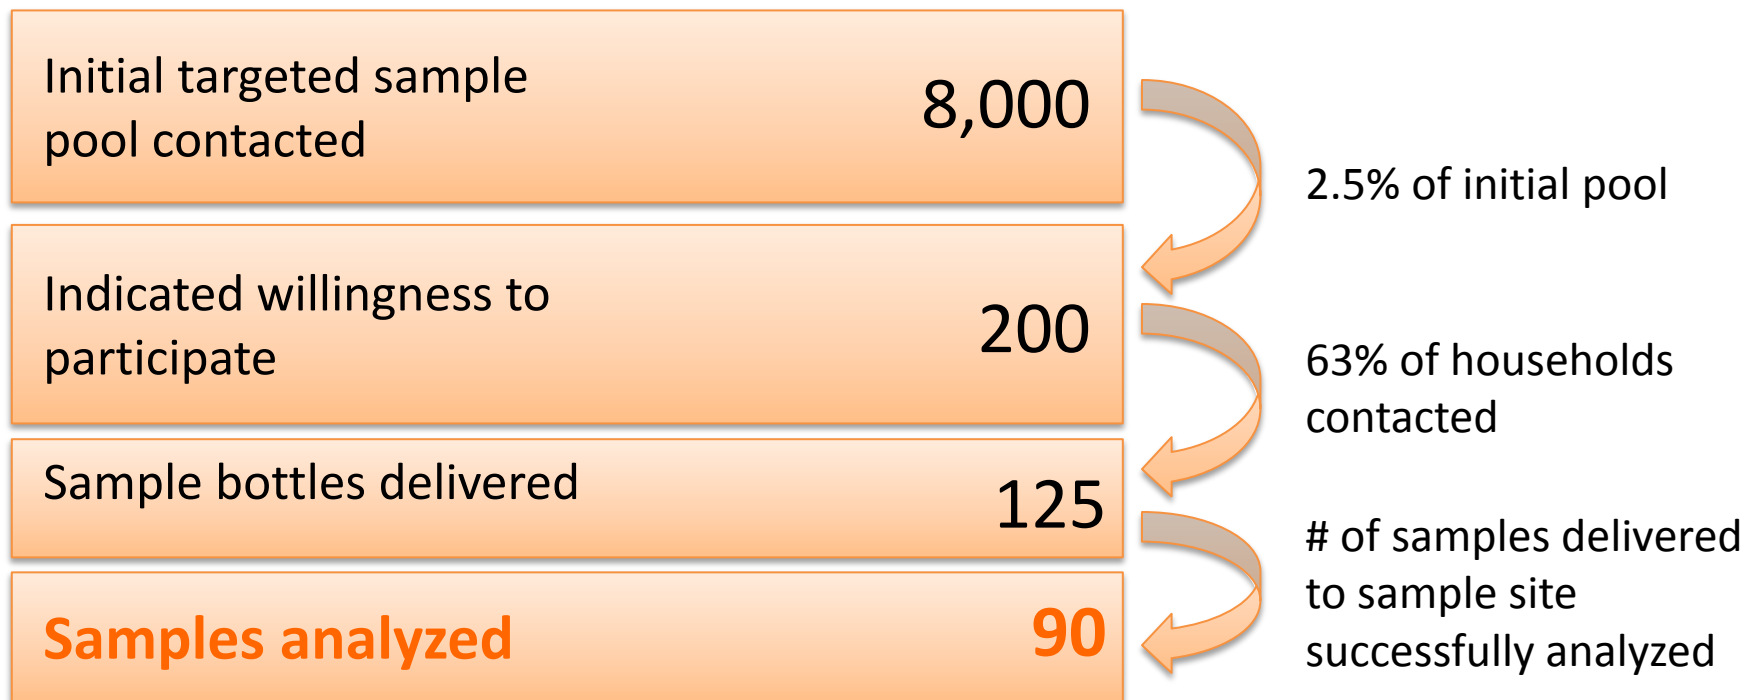 Initial targeted sample
pool contacted
8,000
2.5% of initial pool
Indicated willingness to
participate
200
63% of households
contacted
Sample bottles delivered
125
# of samples delivered
to sample site
successfully analyzed
Samples analyzed
90